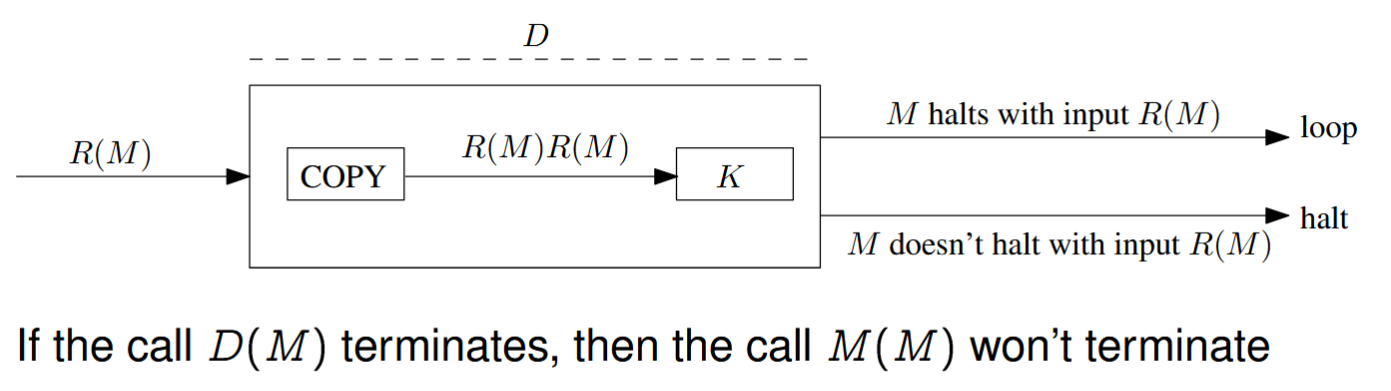 D
R(M)
COPY
R(M)R(M)
K
M halts with input R(M)
loop
halt
M doesn't halt with input R(M)
If the call D(M) terminates, then the call M(M) won't terminate